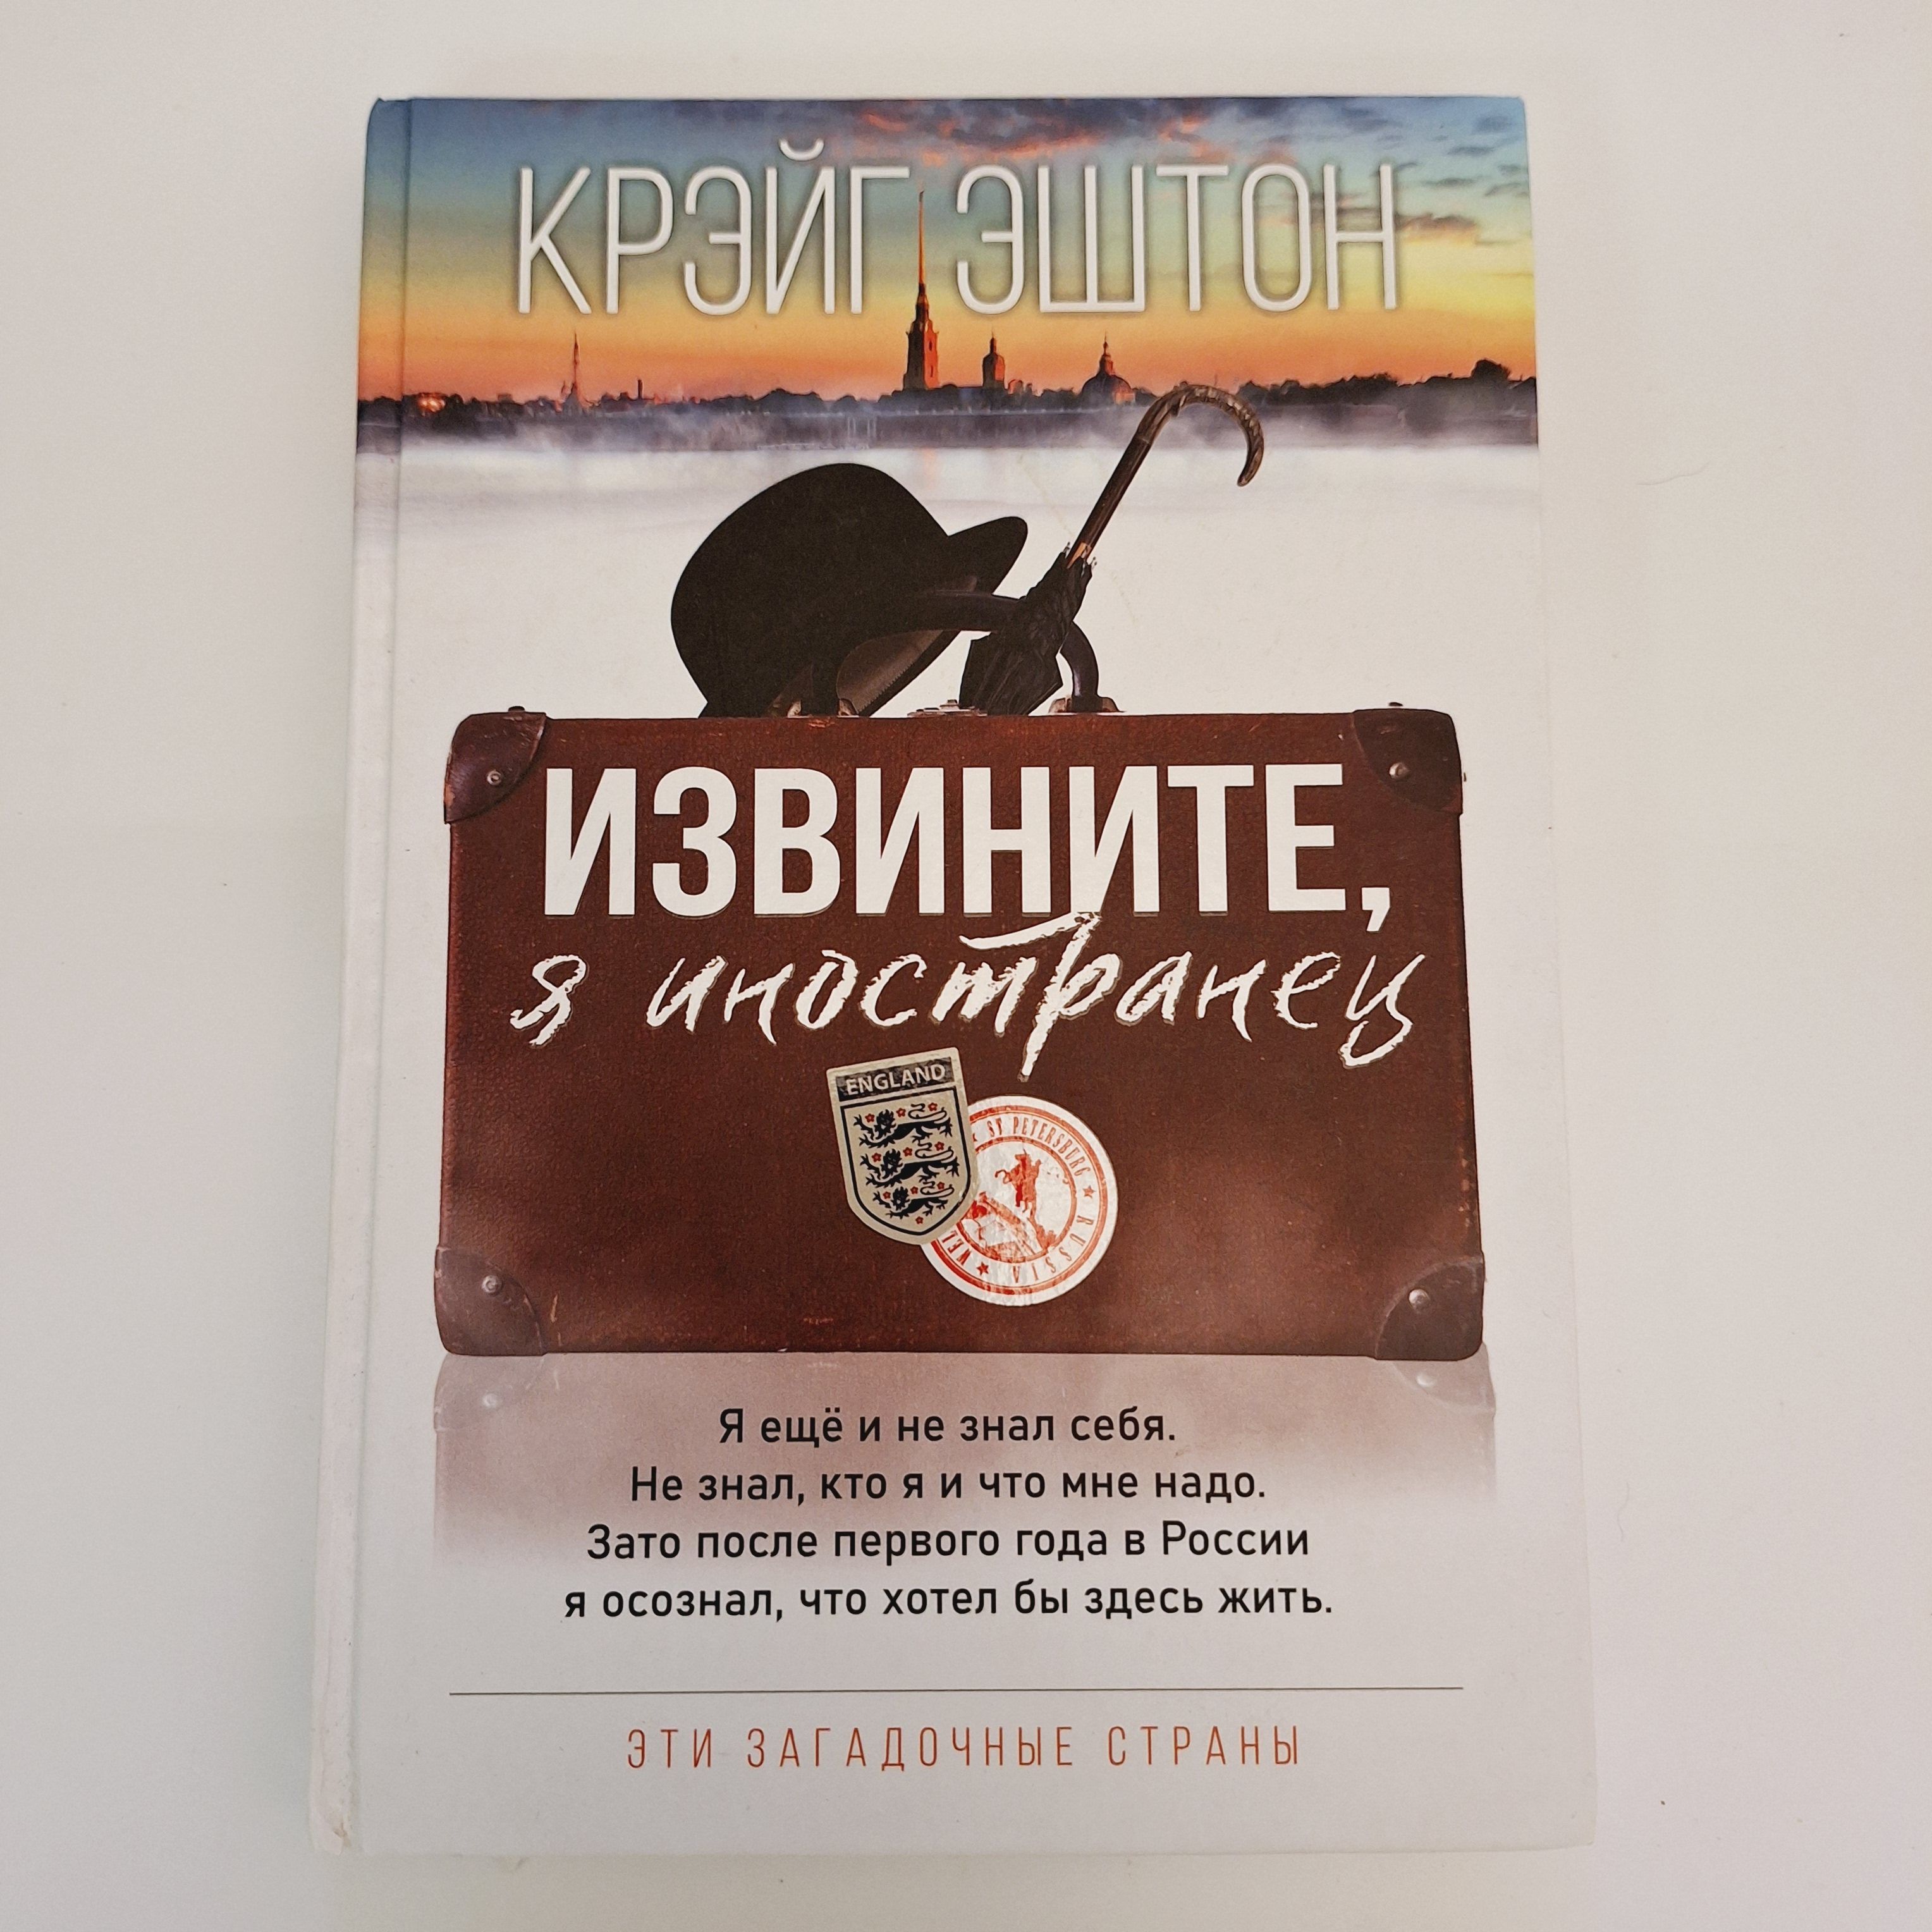 КРЭЙГ ЭШТОН
ИЗВИНИТЕ,
я иностранец
ENGLAND
ST PETERSBURG ★ RUSSIA ★
Я ещё и не знал себя.
Не знал, кто я и что мне надо.
Зато после первого года в России
я осознал, что хотел бы здесь жить.
ЭТИ ЗАГАДОЧНЫЕ СТРАНЫ